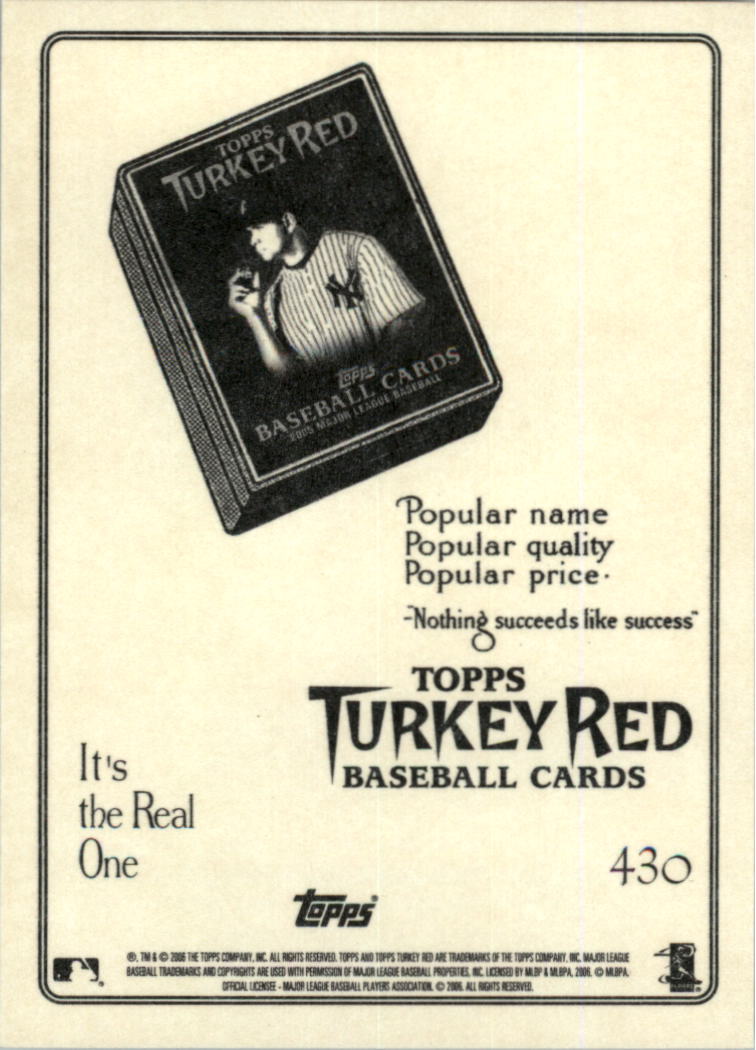 TOPPS
TURKEY RED
NY
Topps
BASEBALL CARDS
2005 MAJOR LEAGUE BASEBALL
Popular name
Popular quality
Popular price.
-"Nothing succeeds like success"
TOPPS
TURKEY RED
BASEBALL CARDS
It's
the Real
One
430
Topps®
®, TM & © 2006 THE TOPPS COMPANY, INC. ALL RIGHTS RESERVED. TOPPS AND TOPPS TURKEY RED ARE TRADEMARKS OF THE TOPPS COMPANY, INC. MAJOR LEAGUE
BASEBALL TRADEMARKS AND COPYRIGHTS ARE USED WITH PERMISSION OF MAJOR LEAGUE BASEBALL PROPERTIES, INC. LICENSED BY MLBP & MLBPA, 2006. © MLBPA.
OFFICIAL LICENSEE - MAJOR LEAGUE BASEBALL PLAYERS ASSOCIATION. © 2006. ALL RIGHTS RESERVED.